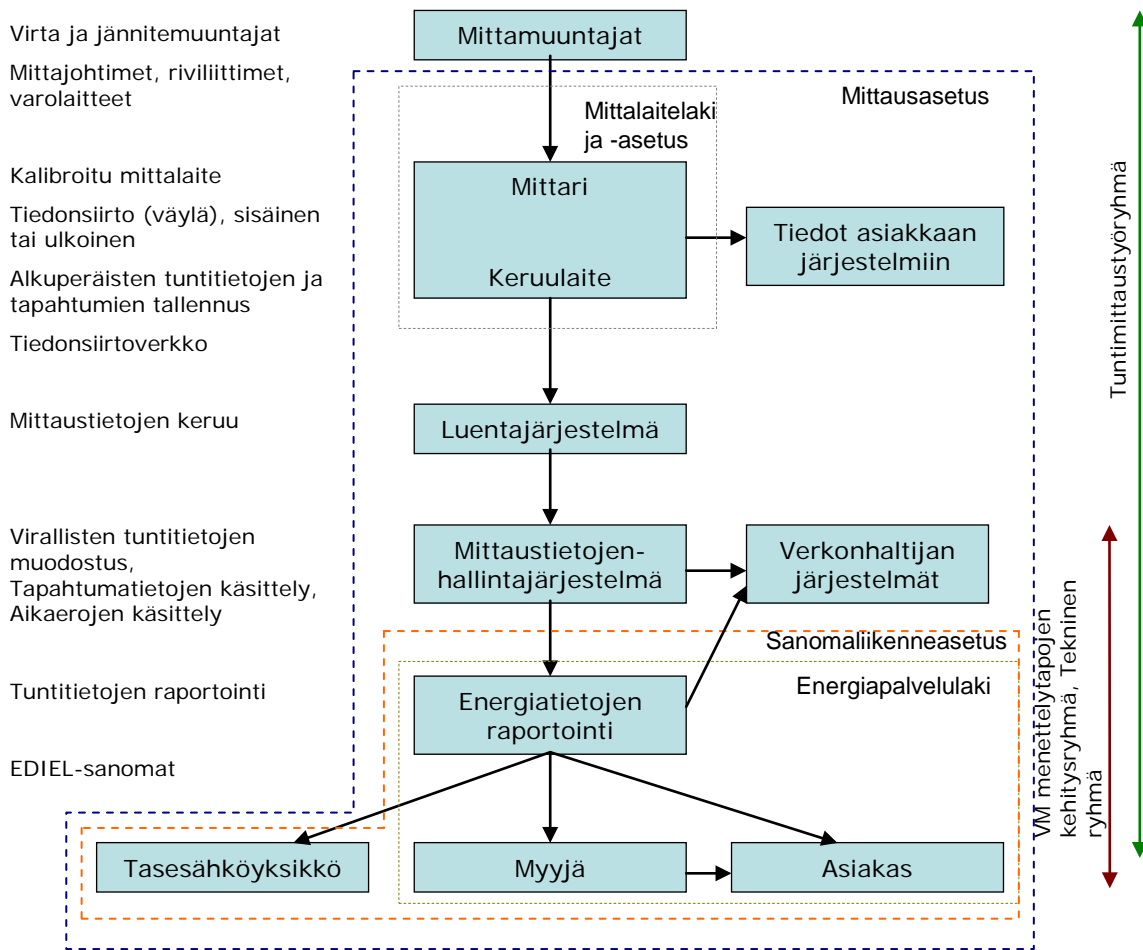 Virta ja jännitemuuntajat
Mittamuuntajat
Mittajohtimet, riviliittimet,
varolaitteet
Mittausasetus
Mittalaitelaki
ja -asetus
Kalibroitu mittalaite
Mittari
Tiedonsiirto (väylä), sisäinen
tai ulkoinen
Tiedot asiakkaan
järjestelmiin
Alkuperäisten tuntitietojen ja
tapahtumien tallennus
Keruulaite
Tuntimittaustyöryhmä
Tiedonsiirtoverkko
Mittaustietojen keruu
Luentajärjestelmä
Virallisten tuntitietojen
muodostus,
Tapahtumatietojen käsittely,
Aikaerojen käsittely
Mittaustietojen-
hallintajärjestelmä
Verkonhaltijan
järjestelmät
Sanomaliikenneasetus
Energiapalvelulaki
Tuntitietojen raportointi
Energiatietojen
raportointi
VM menettelytapojen
kehitysryhmä, Tekninen
ryhmä
EDIEL-sanomat
Tasesähköyksikkö
Myyjä
Asiakas